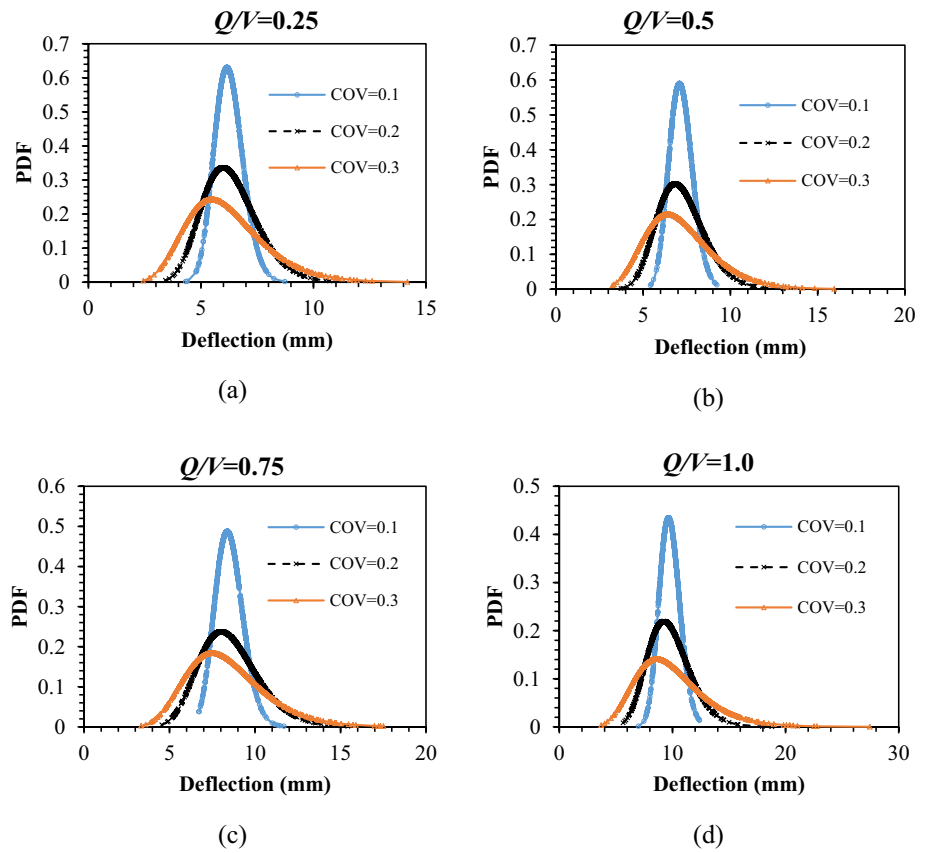 Q/V=0.25
0.7
0.6
0.5
0.4
0.3
0.2
0.1
0
PDF
COV=0.1
COV=0.2
COV=0.3
0 5 10 15
Deflection (mm)
(a)
Q/V=0.5
0.7
0.6
0.5
0.4
0.3
0.2
0.1
0
PDF
COV=0.1
COV=0.2
COV=0.3
0 5 10 15 20
Deflection (mm)
(b)
Q/V=0.75
0.6
0.5
0.4
0.3
0.2
0.1
0
PDF
COV=0.1
COV=0.2
COV=0.3
0 5 10 15 20
Deflection (mm)
(c)
Q/V=1.0
0.5
0.4
0.3
0.2
0.1
0
PDF
COV=0.1
COV=0.2
COV=0.3
0 10 20 30
Deflection (mm)
(d)